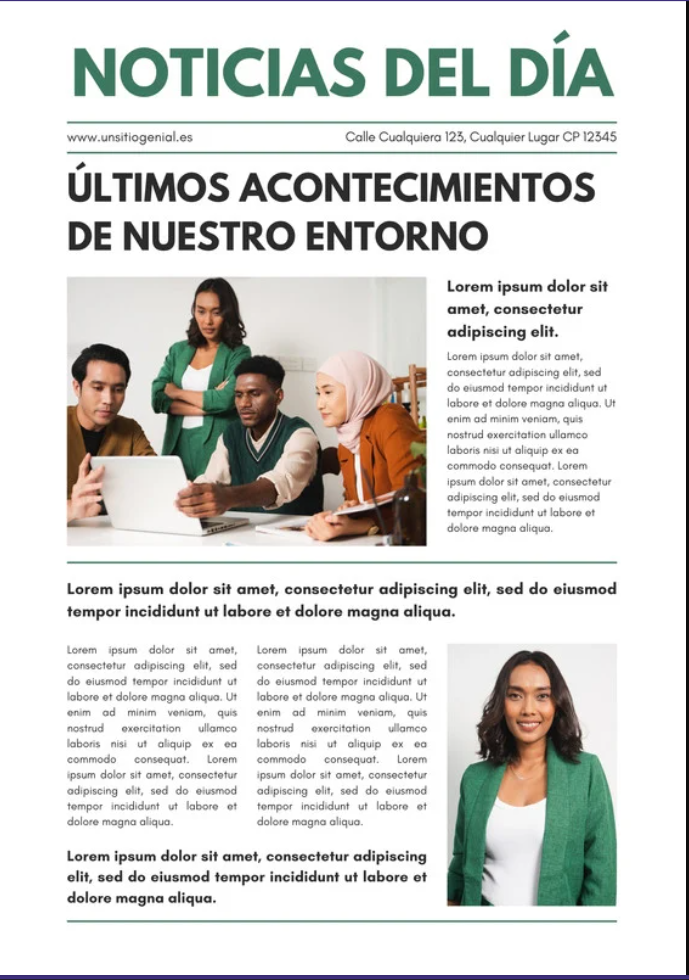 NOTICIAS DEL DÍA
www.unsitiogenial.es
Calle Cualquiera 123, Cualquier Lugar CP 12345
ÚLTIMOS ACONTECIMIENTOS
DE NUESTRO ENTORNO
Lorem ipsum dolor sit
amet, consectetur
adipiscing elit.
Lorem ipsum dolor sit amet,
consectetur adipiscing elit, sed
do eiusmod tempor incididunt ut
labore et dolore magna aliqua. Ut
enim ad minim veniam, quis
nostrud exercitation ullamco
laboris nisi ut aliquip ex ea
commodo consequat. Lorem
ipsum dolor sit amet, consectetur
adipiscing elit, sed do eiusmod
tempor incididunt ut labore et
dolore magna aliqua.
Lorem ipsum dolor sit amet, consectetur adipiscing elit, sed do eiusmod
tempor incididunt ut labore et dolore magna aliqua.
Lorem ipsum dolor sit amet,
consectetur adipiscing elit, sed
do eiusmod tempor incididunt ut
labore et dolore magna aliqua. Ut
enim ad minim veniam, quis
nostrud exercitation ullamco
laboris nisi ut aliquip ex ea
commodo consequat. Lorem
ipsum dolor sit amet, consectetur
adipiscing elit, sed do eiusmod
tempor incididunt ut labore et
dolore magna aliqua.
Lorem ipsum dolor sit amet,
consectetur adipiscing elit, sed
do eiusmod tempor incididunt ut
labore et dolore magna aliqua. Ut
enim ad minim veniam, quis
nostrud exercitation ullamco
laboris nisi ut aliquip ex ea
commodo consequat. Lorem
ipsum dolor sit amet, consectetur
adipiscing elit, sed do eiusmod
tempor incididunt ut labore et
dolore magna aliqua.
Lorem ipsum dolor sit amet, consectetur adipiscing
elit, sed do eiusmod tempor incididunt ut labore et
dolore magna aliqua.